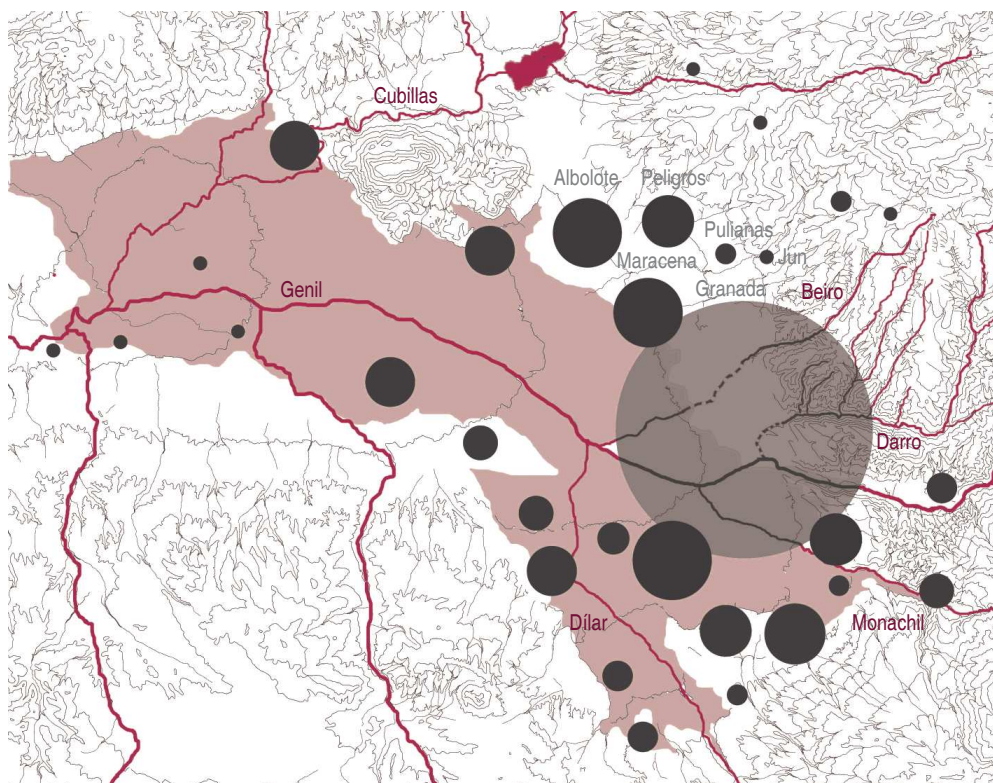 Cubillas
Albolote
Peligros
Pulianas
Jun
Maracena
Granada
Genil
Beiro
Darro
Dílar
Monachil